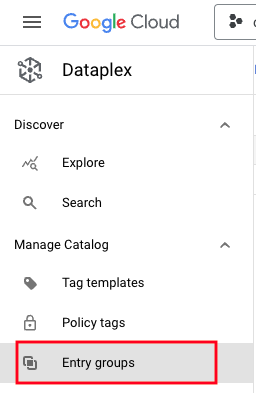 Google Cloud
Dataplex
Discover
Explore
Search
Manage Catalog
Tag templates
Policy tags
Entry groups